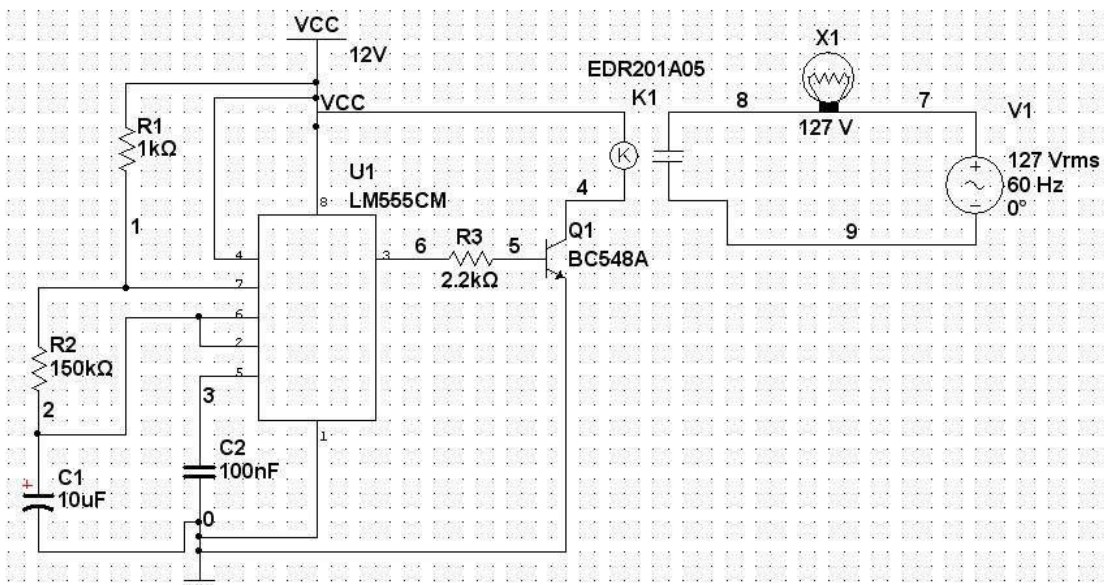 VCC
12V
VCC
R1
1kΩ
1
U1
LM555CM
8
4
7
6
2
5
3
1
6
R3
2.2kΩ
5
Q1
BC548A
4
EDR201A05
K1
K
8
X1
127 V
7
V1
127 Vrms
60 Hz
0°
9
R2
150kΩ
2
3
C2
100nF
+
C1
10uF
0